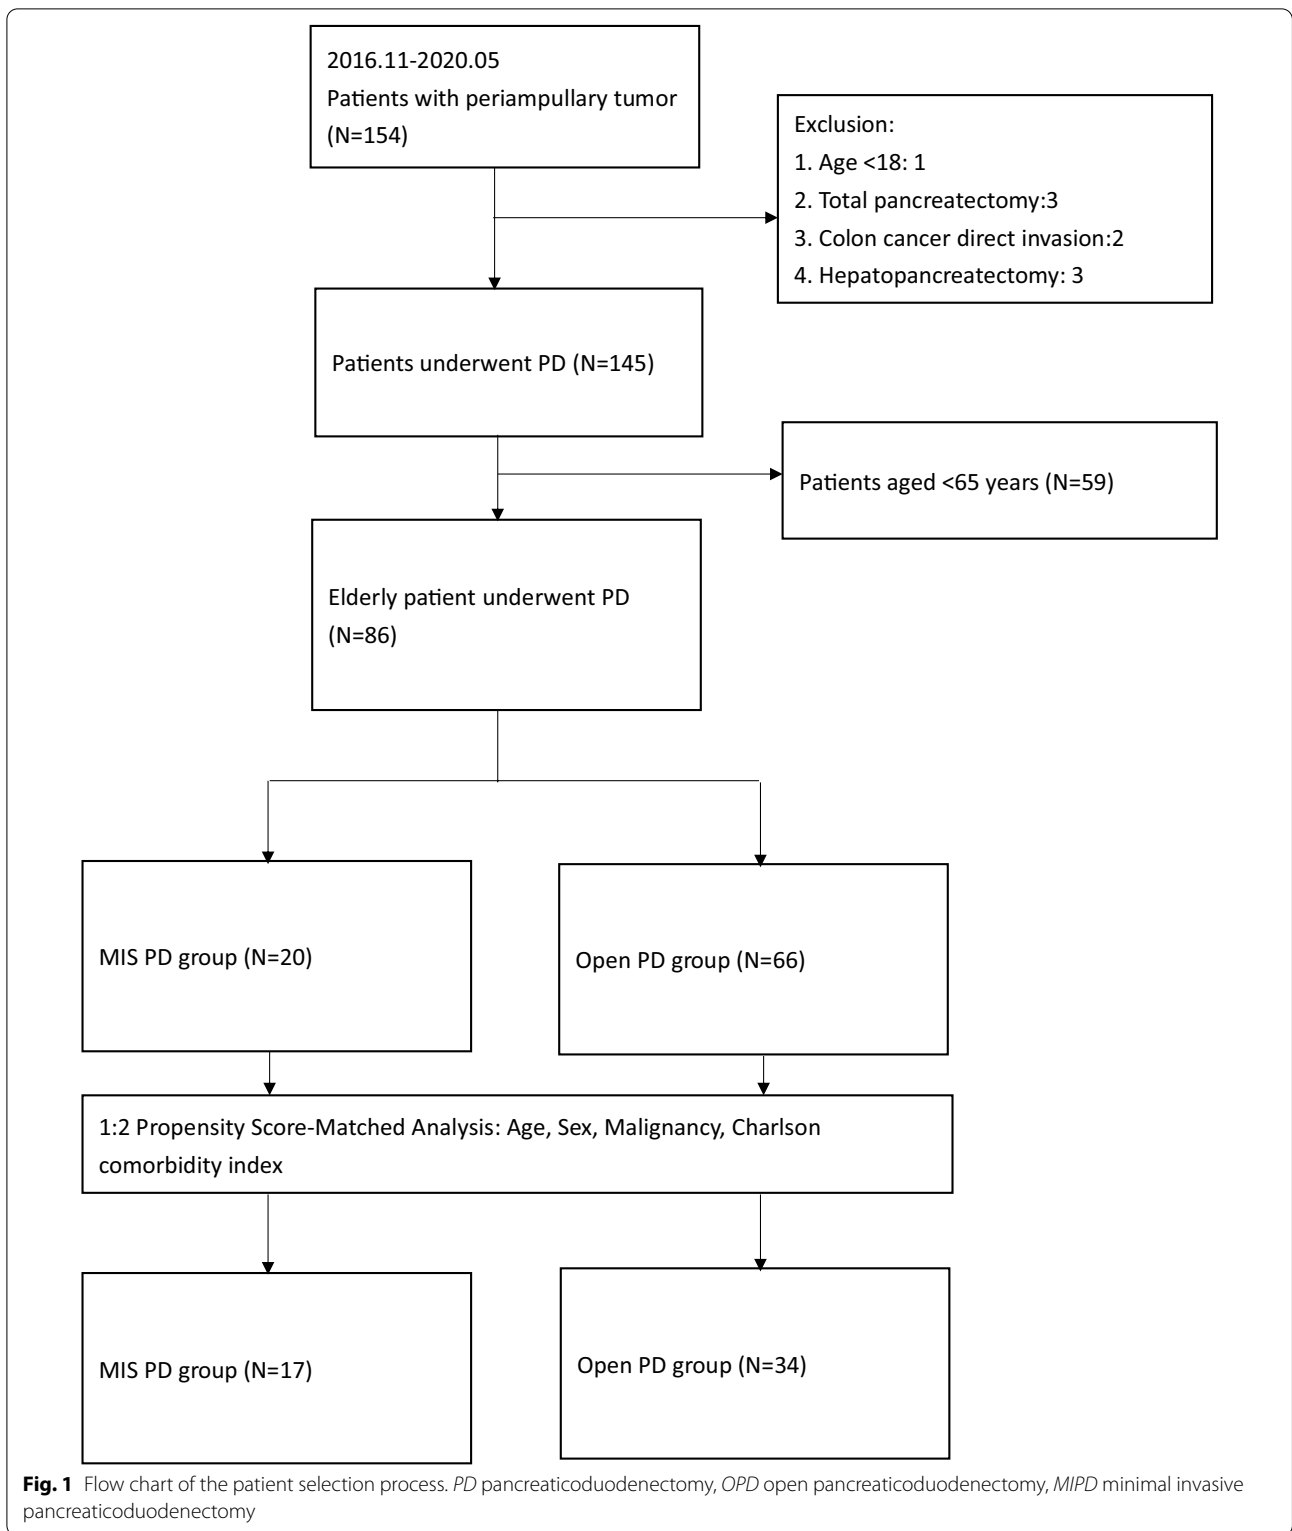 2016.11-2020.05
Patients with periampullary tumor
(N=154)
Exclusion:
1. Age <18: 1
2. Total pancreatectomy:3
3. Colon cancer direct invasion:2
4. Hepatopancreatectomy: 3
Patients underwent PD (N=145)
Patients aged <65 years (N=59)
Elderly patient underwent PD
(N=86)
MIS PD group (N=20)
Open PD group (N=66)
1:2 Propensity Score-Matched Analysis: Age, Sex, Malignancy, Charlson
comorbidity index
MIS PD group (N=17)
Open PD group (N=34)
Fig. 1 Flow chart of the patient selection process. PD pancreaticoduodenectomy, OPD open pancreaticoduodenectomy, MIPD minimal invasive
pancreaticoduodenectomy